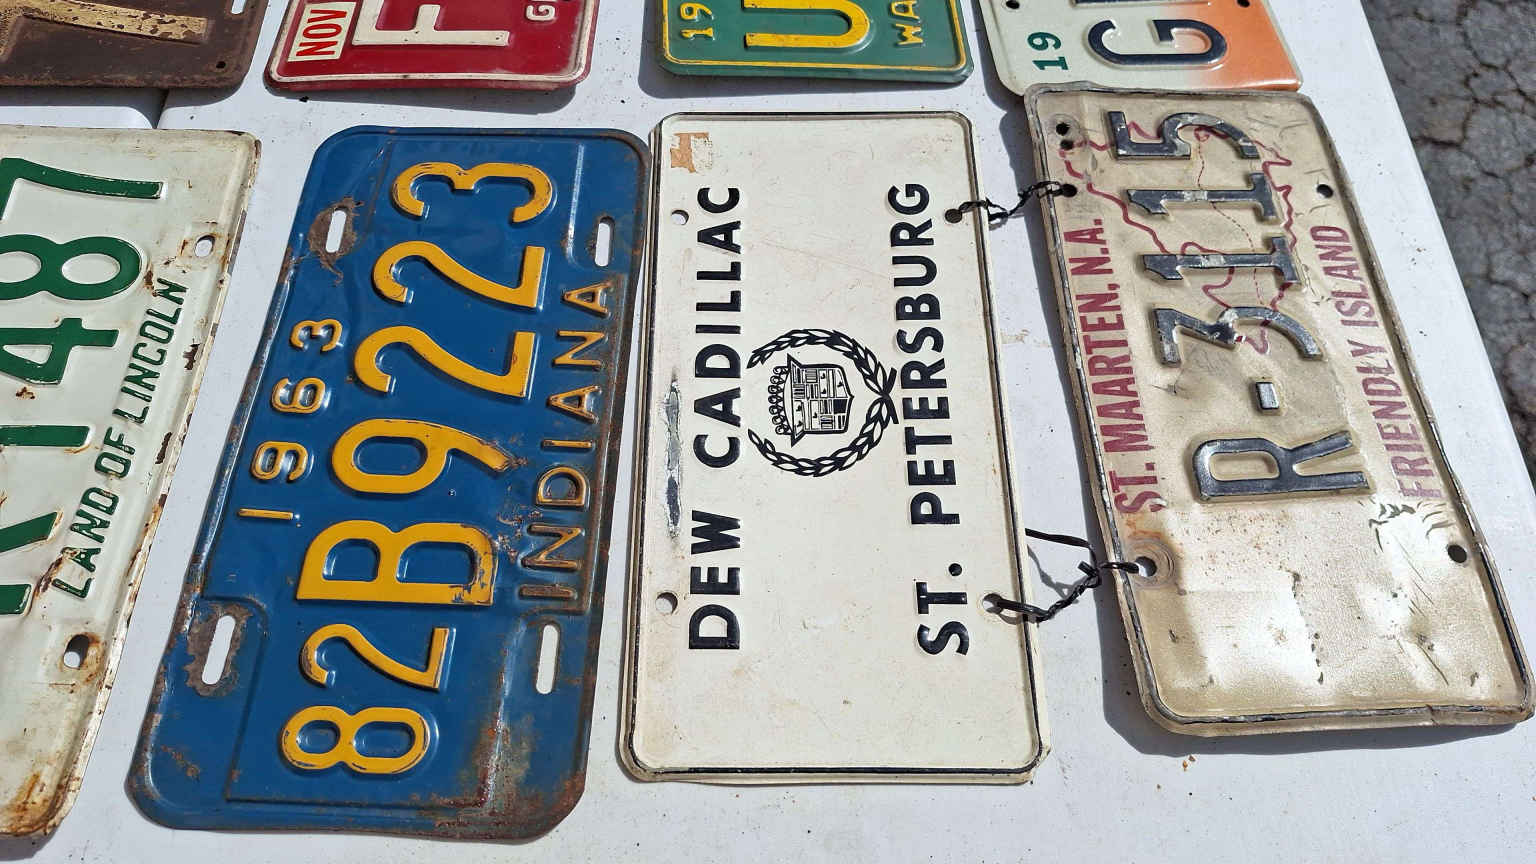 NOV
F
G
19
U
WA
19
G
487
LAND OF LINCOLN
1963
82B9223
INDIANA
DEW CADILLAC
ST. PETERSBURG
ST. MAARTEN, N.A.
R-3115
FRIENDLY ISLAND